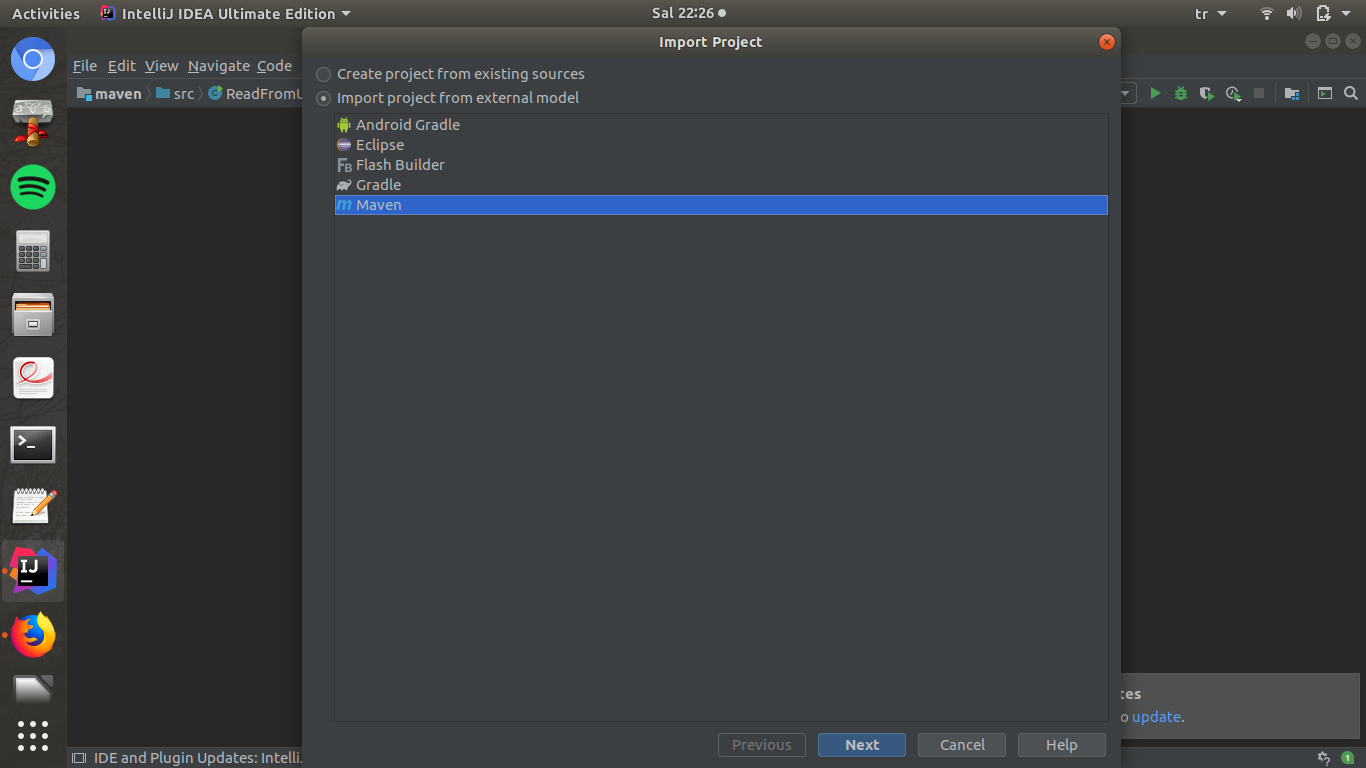 Activities IntelliJ IDEA Ultimate Edition Sal 22:26 tr
Import Project
File Edit View Navigate Code
Create project from existing sources
maven src ReadFromU
Import project from external model
Android Gradle
Eclipse
Flash Builder
Gradle
Maven
tes
o update.
Previous Next Cancel Help
IDE and Plugin Updates: Intelli
1